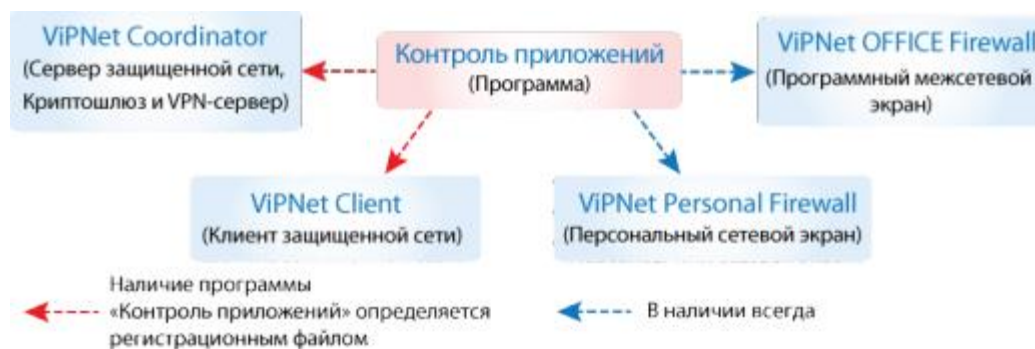 ViPNet Coordinator
(Сервер защищенной сети,
Криптошлюз и VPN-сервер)
Контроль приложений
(Программа)
ViPNet OFFICE Firewall
(Программный межсетевой
экран)
ViPNet Client
(Клиент защищенной сети)
ViPNet Personal Firewall
(Персональный сетевой экран)
Наличие программы
«Контроль приложений» определяется
регистрационным файлом
В наличии всегда